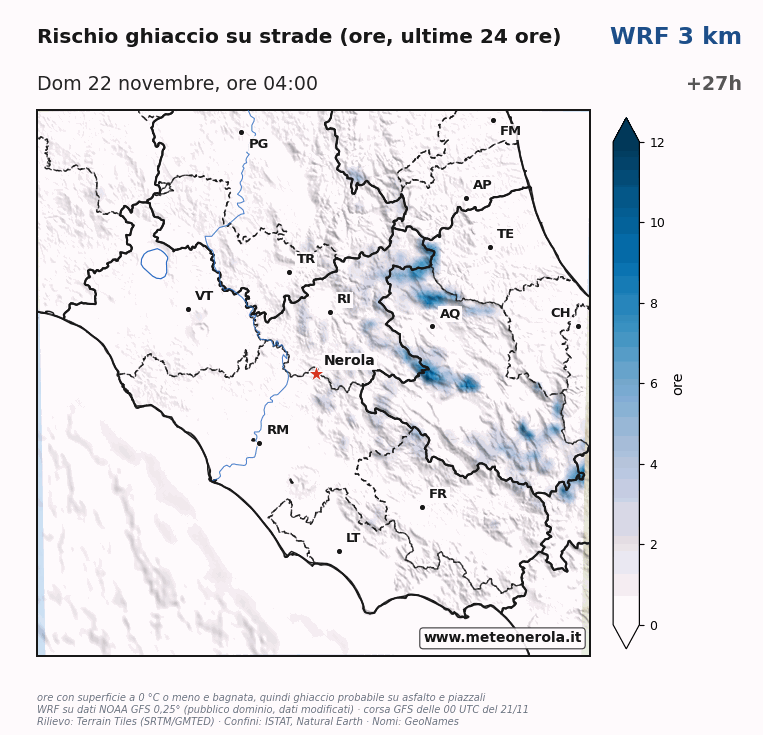 Rischio ghiaccio su strade (ore, ultime 24 ore)
WRF 3 km
Dom 22 novembre, ore 04:00
+27h
FM
PG
AP
TE
TR
VT
RI
AQ
CH.
Nerola
RM
FR
LT
www.meteonerola.it
12
10
8
6
4
2
0
ore
ore con superficie a 0 °C o meno e bagnata, quindi ghiaccio probabile su asfalto e piazzali
WRF su dati NOAA GFS 0,25° (pubblico dominio, dati modificati) · corsa GFS delle 00 UTC del 21/11
Rilievo: Terrain Tiles (SRTM/GMTED) · Confini: ISTAT, Natural Earth · Nomi: GeoNames